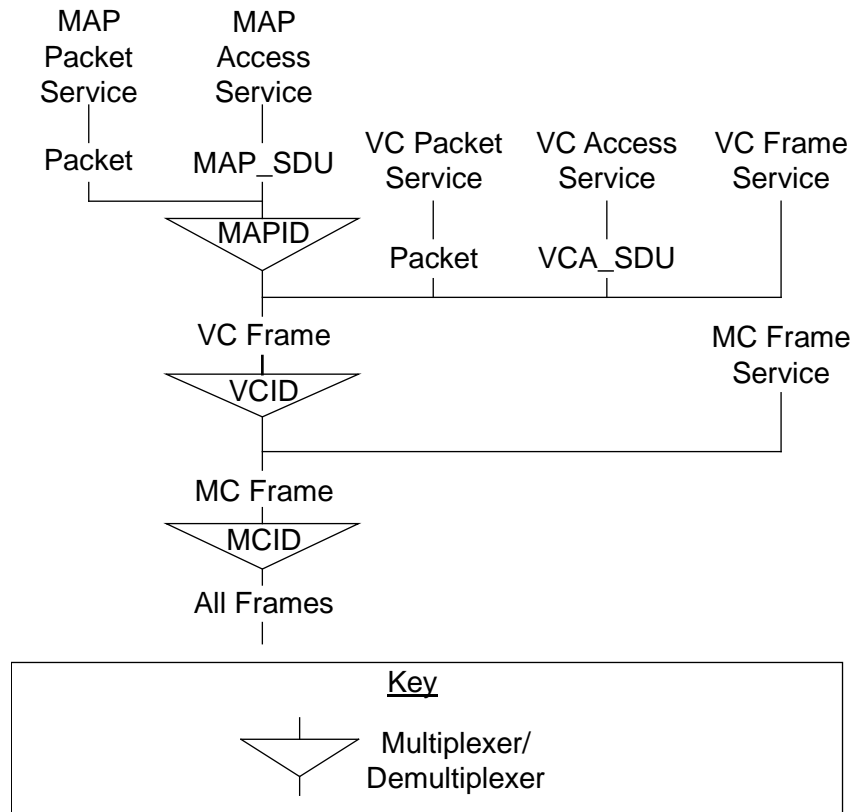 MAP
Packet
Service
MAP
Access
Service
Packet
MAP_SDU
VC Packet
Service
VC Access
Service
VC Frame
Service
MAPID
Packet
VCA_SDU
VC Frame
MC Frame
Service
VCID
MC Frame
MCID
All Frames
Key
Multiplexer/
Demultiplexer